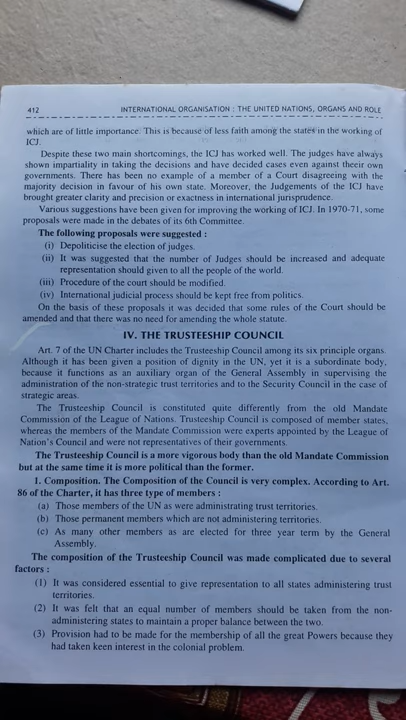 412 INTERNATIONAL ORGANISATION : THE UNITED NATIONS, ORGANS AND ROLE
which are of little importance. This is because of less faith among the states in the working of
ICJ.
Despite these two main shortcomings, the ICJ has worked well. The judges have always
shown impartiality in taking the decisions and have decided cases even against theeir own
governments. There has been no example of a member of a Court disagreeing with the
majority decision in favour of his own state. Moreover, the Judgements of the ICJ have
brought greater clarity and precision or exactness in international jurisprudence.
Various suggestions have been given for improving the working of ICJ. In 1970-71, some
proposals were made in the debates of its 6th Committee.
The following proposals were suggested :
(i) Depoliticise the election of judges.
(ii) It was suggested that the number of Judges should be increased and adequate
representation should given to all the people of the world.
(iii) Procedure of the court should be modified.
(iv) International judicial process should be kept free from politics.
On the basis of these proposals it was decided that some rules of the Court should be
amended and that there was no need for amending the whole statute.
IV. THE TRUSTEESHIP COUNCIL
Art. 7 of the UN Charter includes the Trusteeship Council among its six principle organs.
Although it has been given a position of dignity in the UN, yet it is a subordinate body,
because it functions as an auxiliary organ of the General Assembly in supervising the
administration of the non-strategic trust territories and to the Security Council in the case of
strategic areas.
The Trusteeship Council is constituted quite differently from the old Mandate
Commission of the League of Nations. Trusteeship Council is composed of member states,
whereas the members of the Mandate Commission were experts appointed by the League of
Nation's Council and were not representatives of their governments.
The Trusteeship Council is a more vigorous body than the old Mandate Commission
but at the same time it is more political than the former.
1. Composition. The Composition of the Council is very complex. According to Art.
86 of the Charter, it has three type of members :
(a) Those members of the UN as were administrating trust territories.
(b) Those permanent members which are not administering territories.
(c) As many other members as are elected for three year term by the General
Assembly.
The composition of the Trusteeship Council was made complicated due to several
factors :
(1) It was considered essential to give representation to all states administering trust
territories.
(2) It was felt that an equal number of members should be taken from the non-
administering states to maintain a proper balance between the two.
(3) Provision had to be made for the membership of all the great Powers because they
had taken keen interest in the colonial problem.